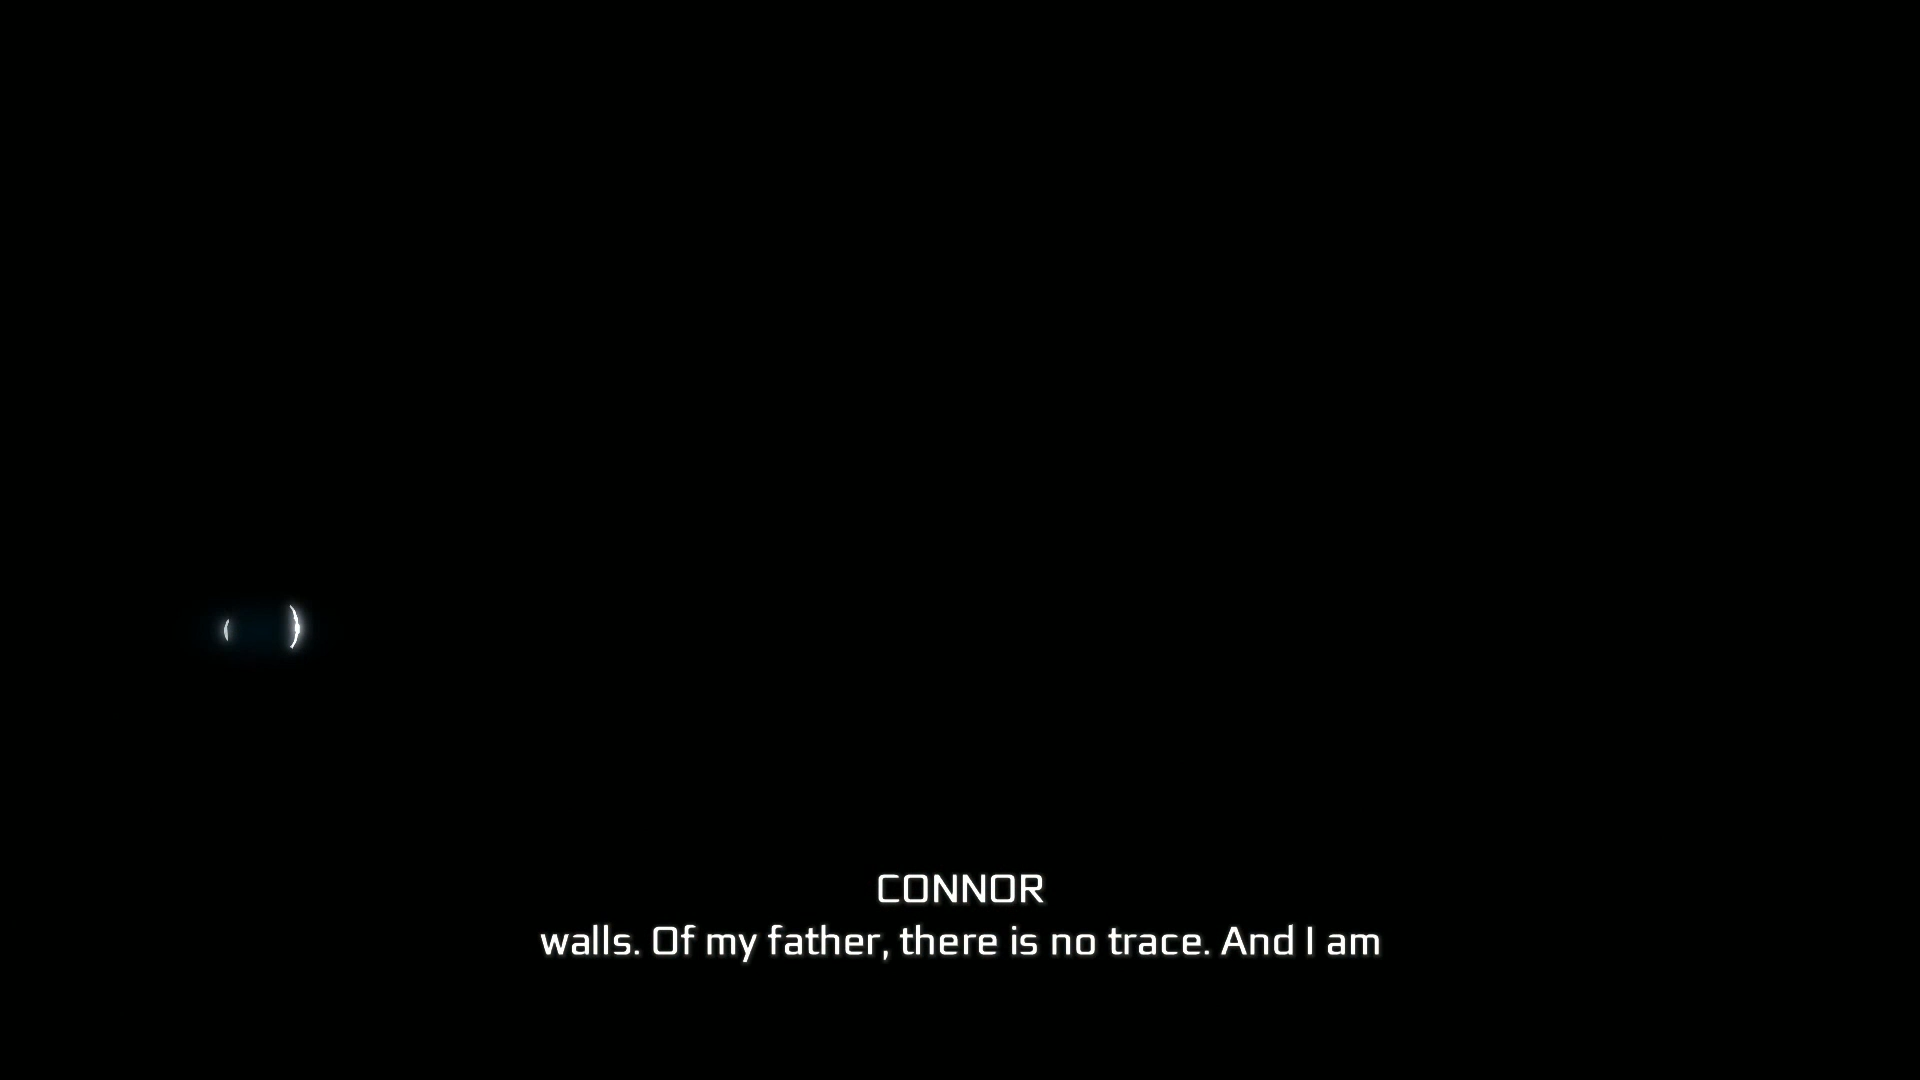 CONNOR
walls. Of my father, there is no trace. And I am